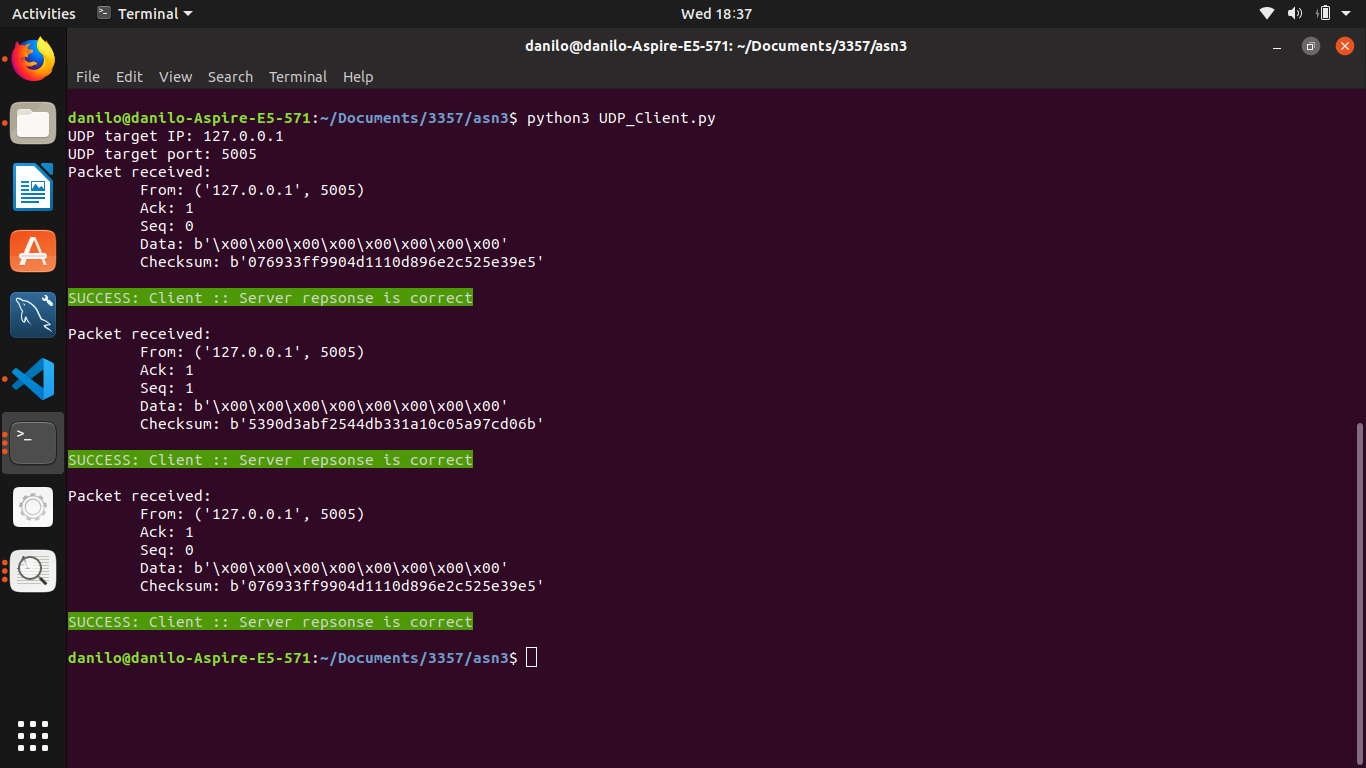 Activities Terminal Wed 18:37
danilo@danilo-Aspire-E5-571: ~/Documents/3357/asn3
File Edit View Search Terminal Help
danilo@danilo-Aspire-E5-571:~/Documents/3357/asn3$ python3 UDP_Client.py
UDP target IP: 127.0.0.1
UDP target port: 5005
Packet received:
From: ('127.0.0.1', 5005)
Ack: 1
Seq: 0
Data: b'\x00\x00\x00\x00\x00\x00\x00\x00'
Checksum: b'076933ff9904d1110d896e2c525e39e5'
SUCCESS: Client :: Server repsonse is correct
Packet received:
From: ('127.0.0.1', 5005)
Ack: 1
Seq: 1
Data: b'\x00\x00\x00\x00\x00\x00\x00\x00'
Checksum: b'5390d3abf2544db331a10c05a97cd06b'
SUCCESS: Client :: Server repsonse is correct
Packet received:
From: ('127.0.0.1', 5005)
Ack: 1
Seq: 0
Data: b'\x00\x00\x00\x00\x00\x00\x00\x00'
Checksum: b'076933ff9904d1110d896e2c525e39e5'
SUCCESS: Client :: Server repsonse is correct
danilo@danilo-Aspire-E5-571:~/Documents/3357/asn3$